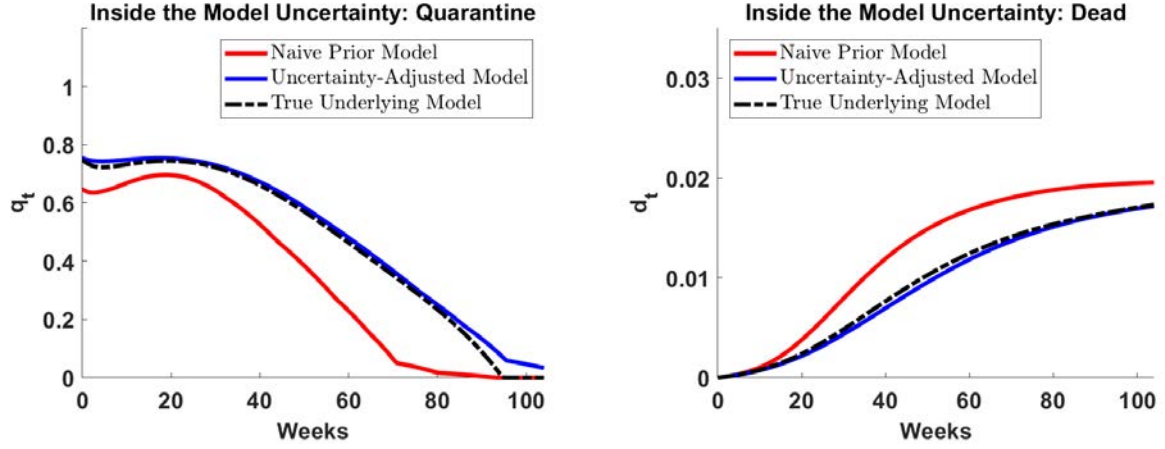 Inside the Model Uncertainty: Quarantine
Naive Prior Model
Uncertainty-Adjusted Model
True Underlying Model
1
0.8
0.6
0.4
0.2
0
q_t
0
20
40
60
80
100
Weeks
Inside the Model Uncertainty: Dead
Naive Prior Model
Uncertainty-Adjusted Model
True Underlying Model
0.03
0.02
0.01
0
d_t
0
20
40
60
80
100
Weeks